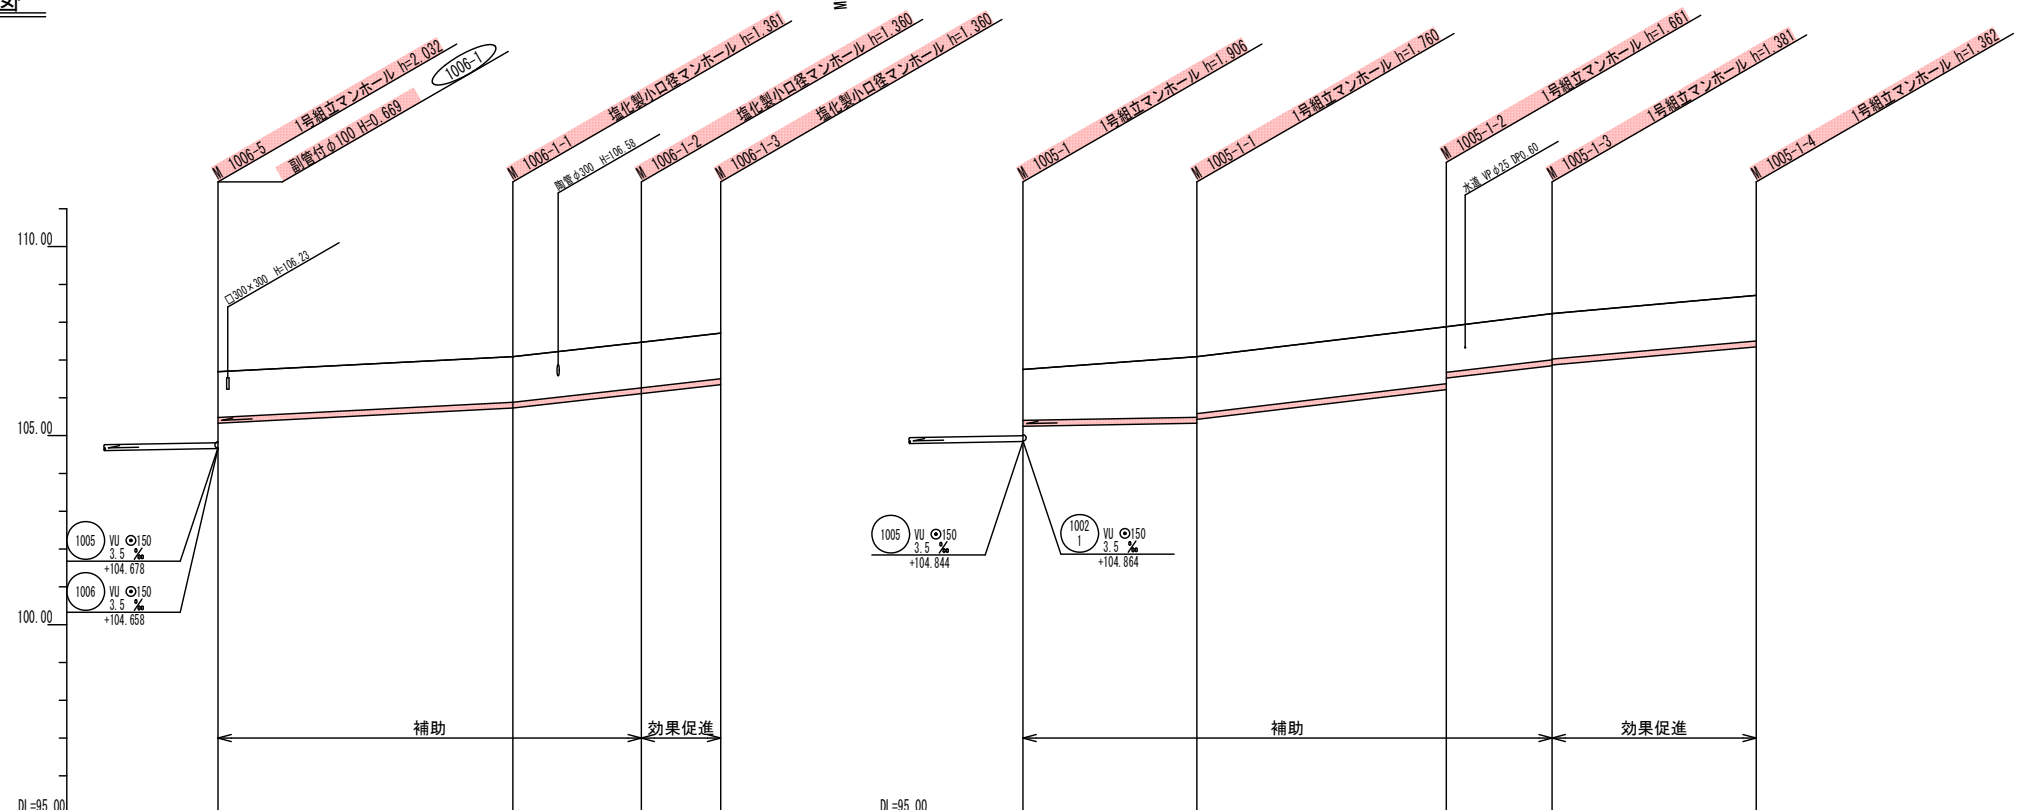 M 1006-5 1号組立マンホール h=2.032
副管付φ100 H=0.669
1006-1
M 1006-1-1 塩化製小口径マンホール h=1.361
M 1006-1-2 塩化製小口径マンホール h=1.360
M 1006-1-3 塩化製小口径マンホール h=1.360
陶管φ300 H=106.58
□300×300 H=106.23
M
M 1005-1 1号組立マンホール h=1.906
M 1005-1-1 1号組立マンホール h=1.760
M 1005-1-2 1号組立マンホール h=1.661
M 1005-1-3 1号組立マンホール h=1.381
M 1005-1-4 1号組立マンホール h=1.362
水道 VPφ25 DP0.60
110.00
105.00
100.00
1005 VU ⦿150
3.5 ‰
+104.678
1006 VU ⦿150
3.5 ‰
+104.658
1005 VU ⦿150
3.5 ‰
+104.844
1002
1
VU ⦿150
3.5 ‰
+104.864
補助
効果促進
補助
効果促進
DL=95.00
DL=95.00